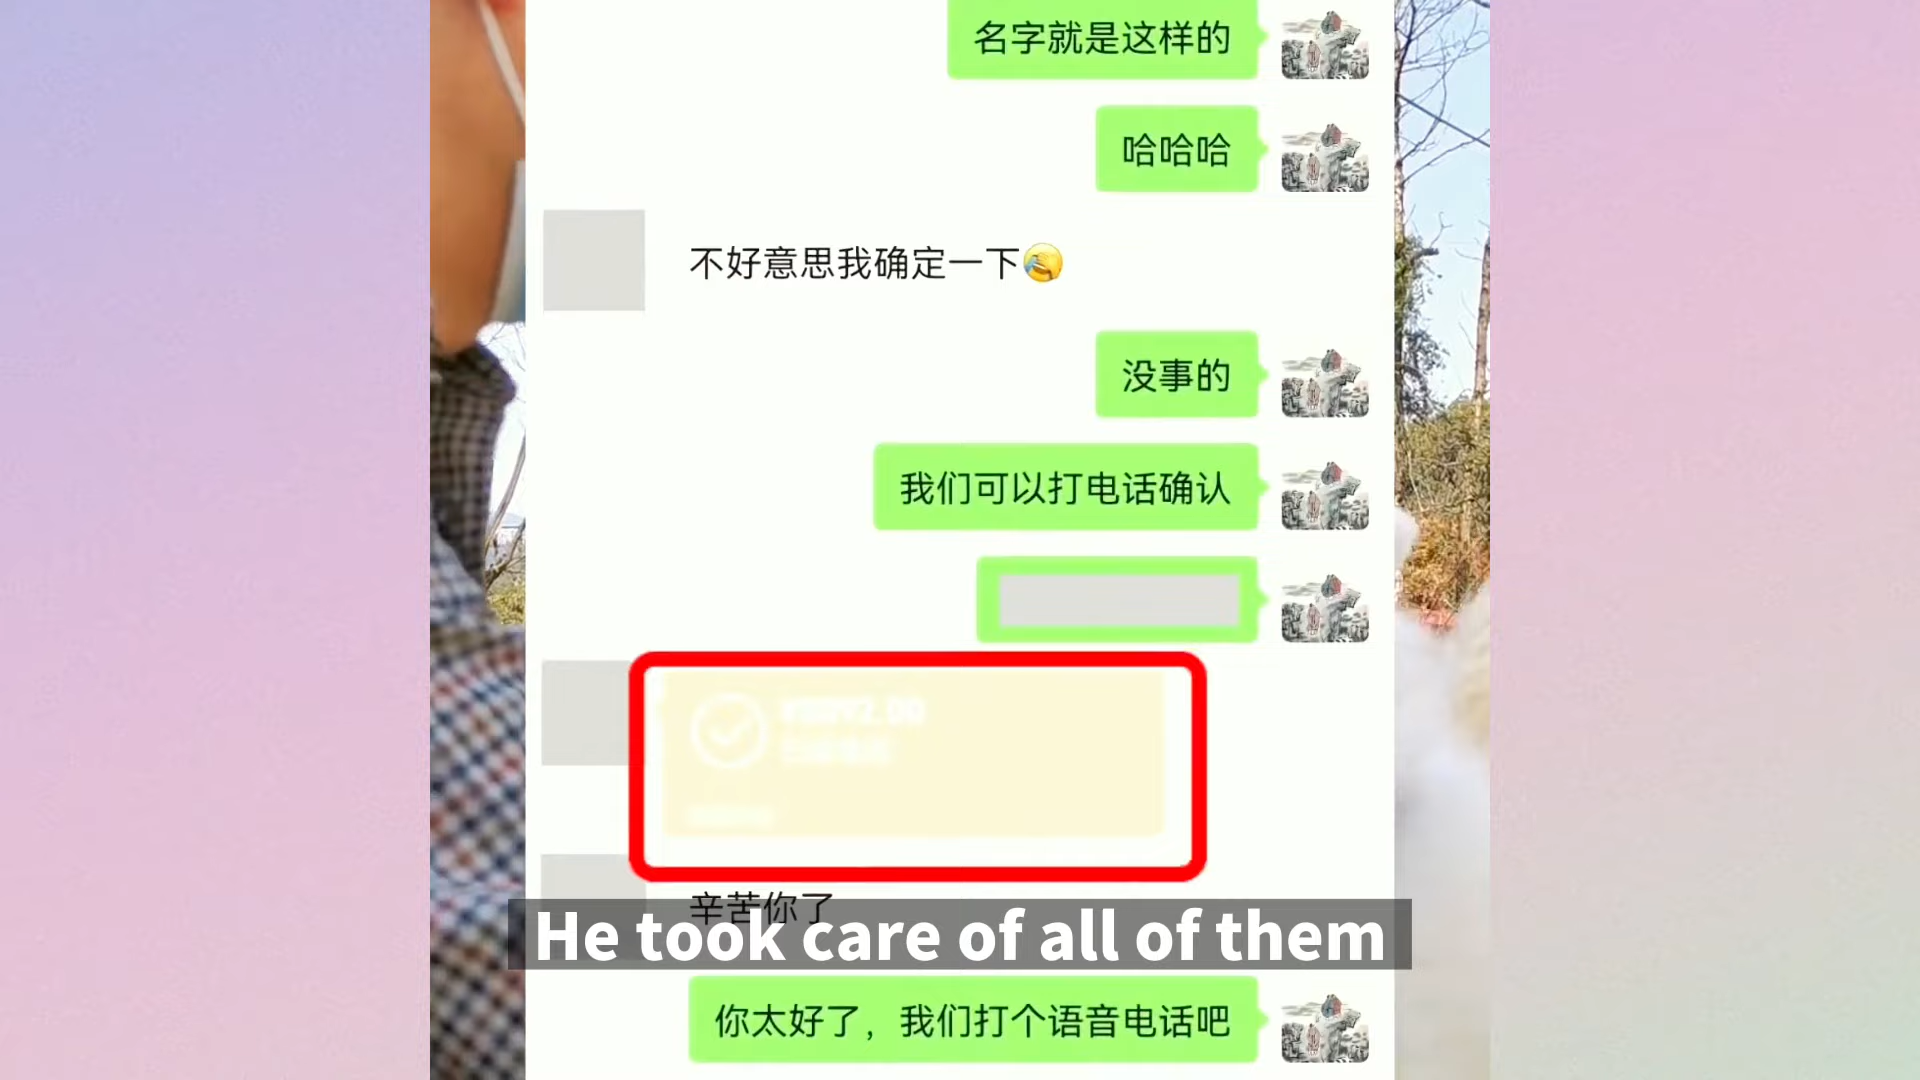 名字就是这样的
哈哈哈
不好意思我确定一下😂
没事的
我们可以打电话确认
辛苦你了
He took care of all of them
你太好了，我们打个语音电话吧